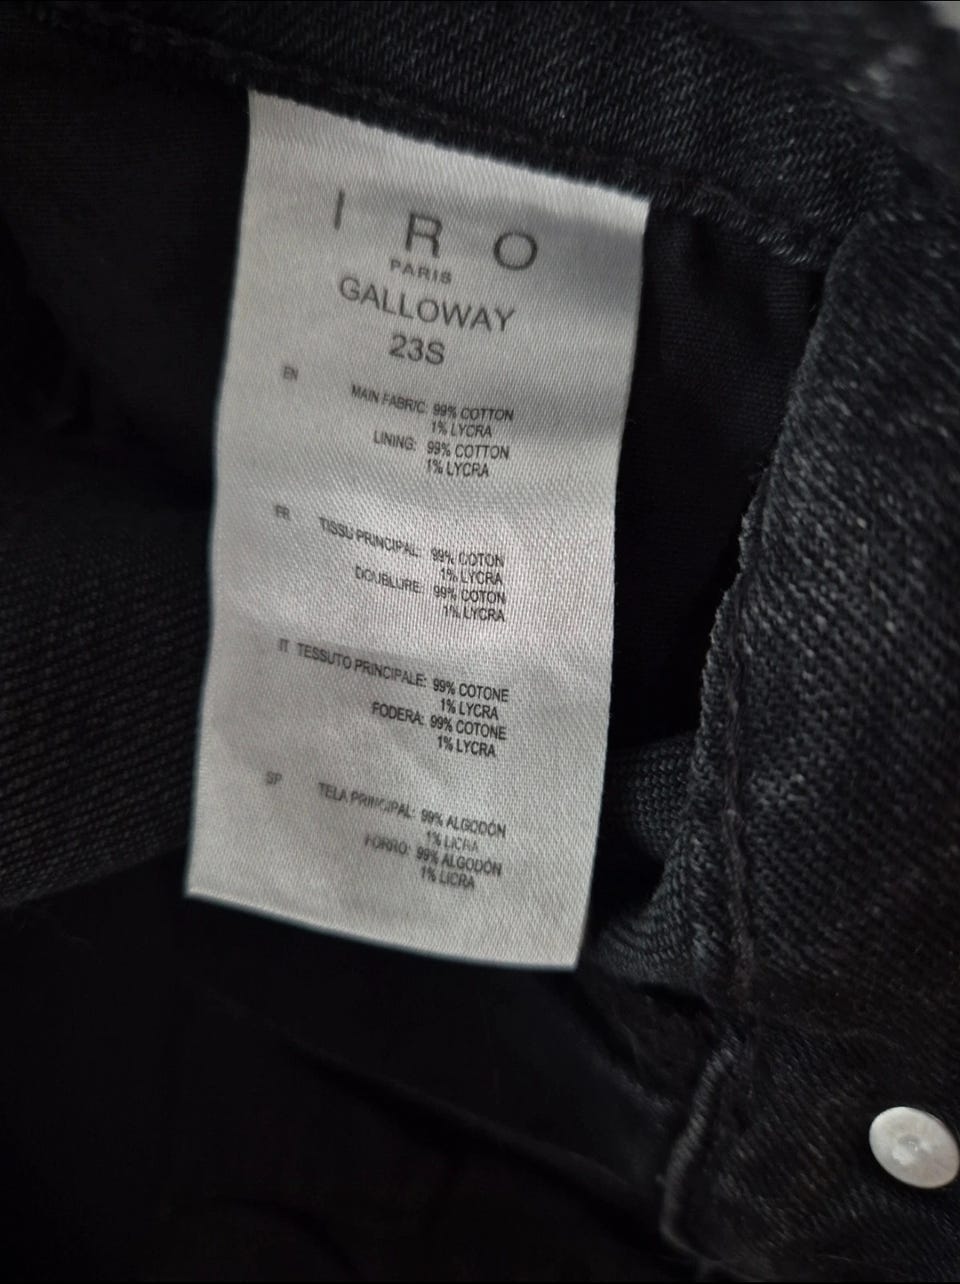 I R O
PARIS
GALLOWAY
23S
EN MAIN FABRIC: 99% COTTON
1% LYCRA
LINING: 99% COTTON
1% LYCRA
FR TISSU PRINCIPAL: 99% COTON
1% LYCRA
DOUBLURE: 99% COTON
1% LYCRA
IT TESSUTO PRINCIPALE: 99% COTONE
1% LYCRA
FODERA: 99% COTONE
1% LYCRA
SP TELA PRINCIPAL: 99% ALGODÓN
1% LICRA
FORRO: 99% ALGODÓN
1% LICRA